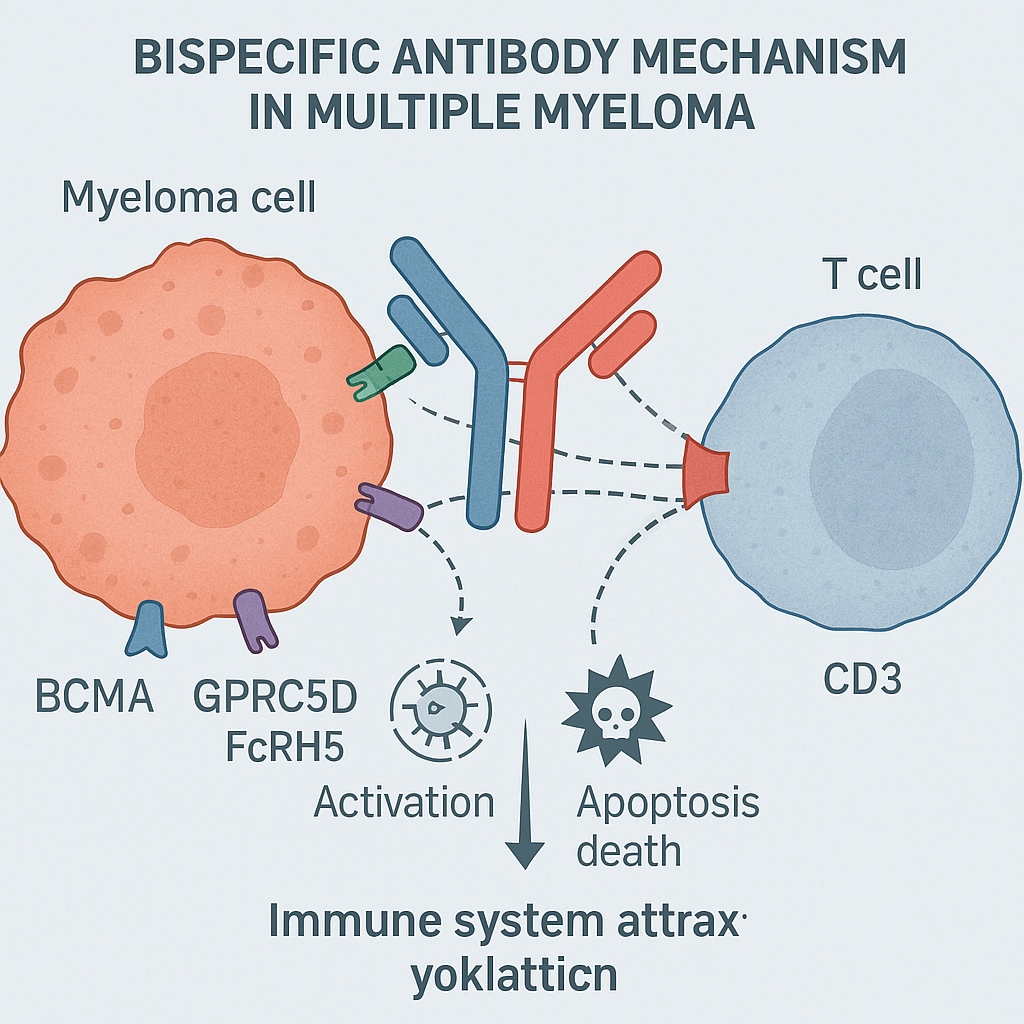 BISPECIFIC ANTIBODY MECHANISM
IN MULTIPLE MYELOMA
Myeloma cell
T cell
BCMA
GPRC5D
FcRH5
CD3
Activation
Apoptosis
death
Immune system attrax·
yoklatticn